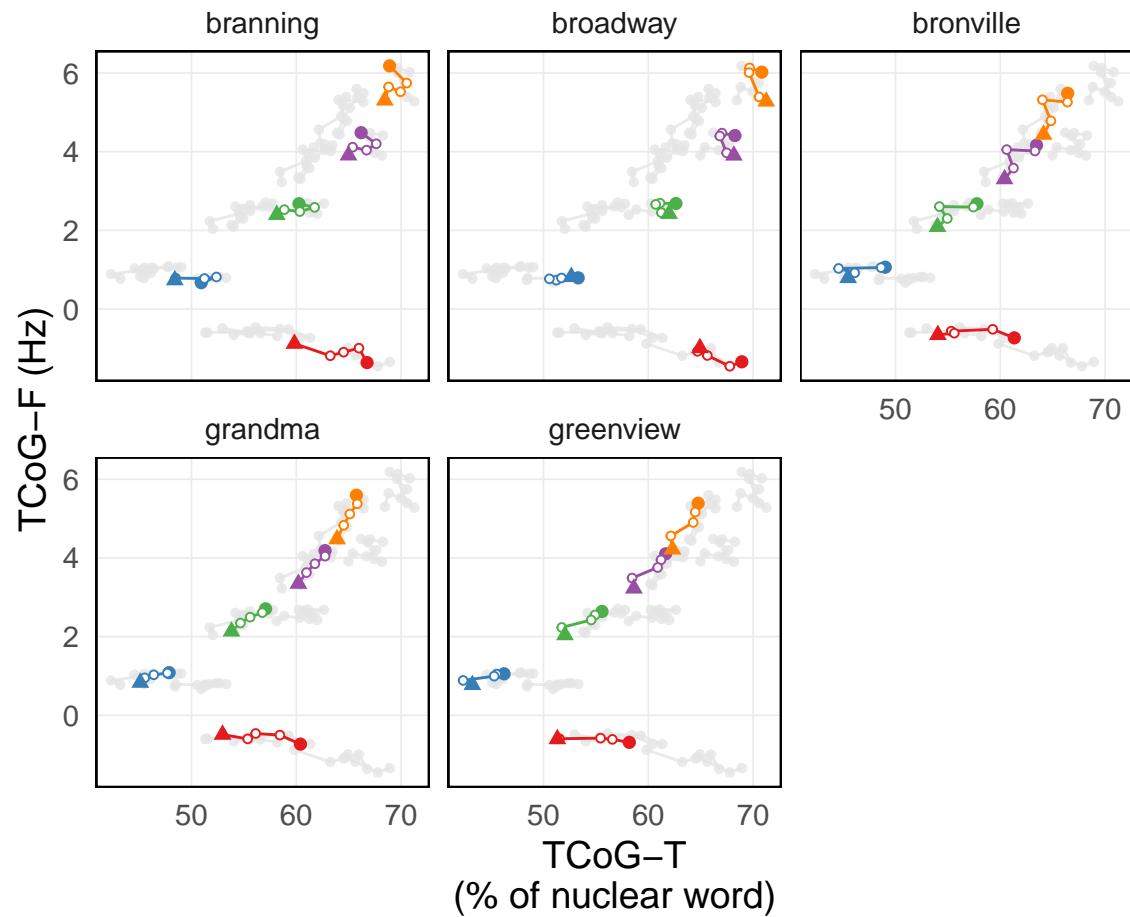 branning broadway bronville
6
4
2
0
50 60 70
grandma greenview
6
4
2
0
50 60 70 50 60 70
TCoG−F (Hz)
TCoG−T
(% of nuclear word)